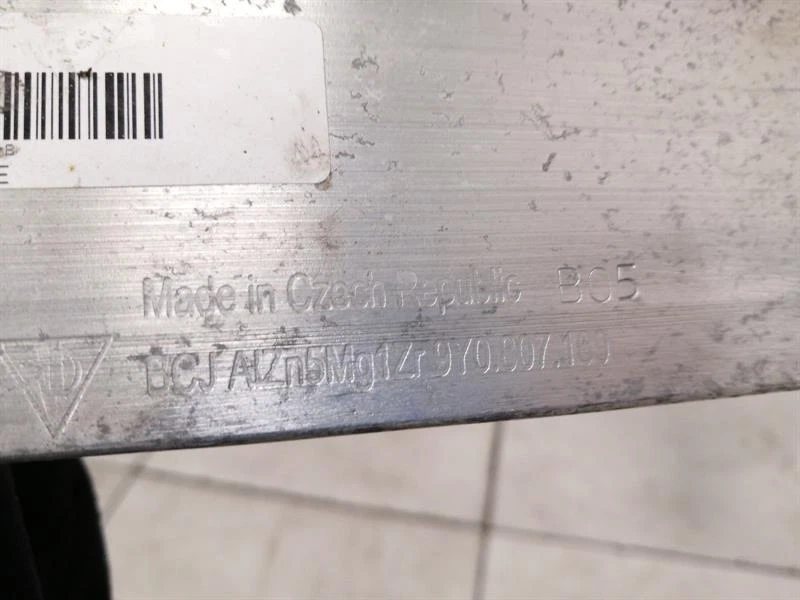 B
E
Made in Czech Republic B05
BCJ AlZn5Mg1Zr 9Y0.807.109